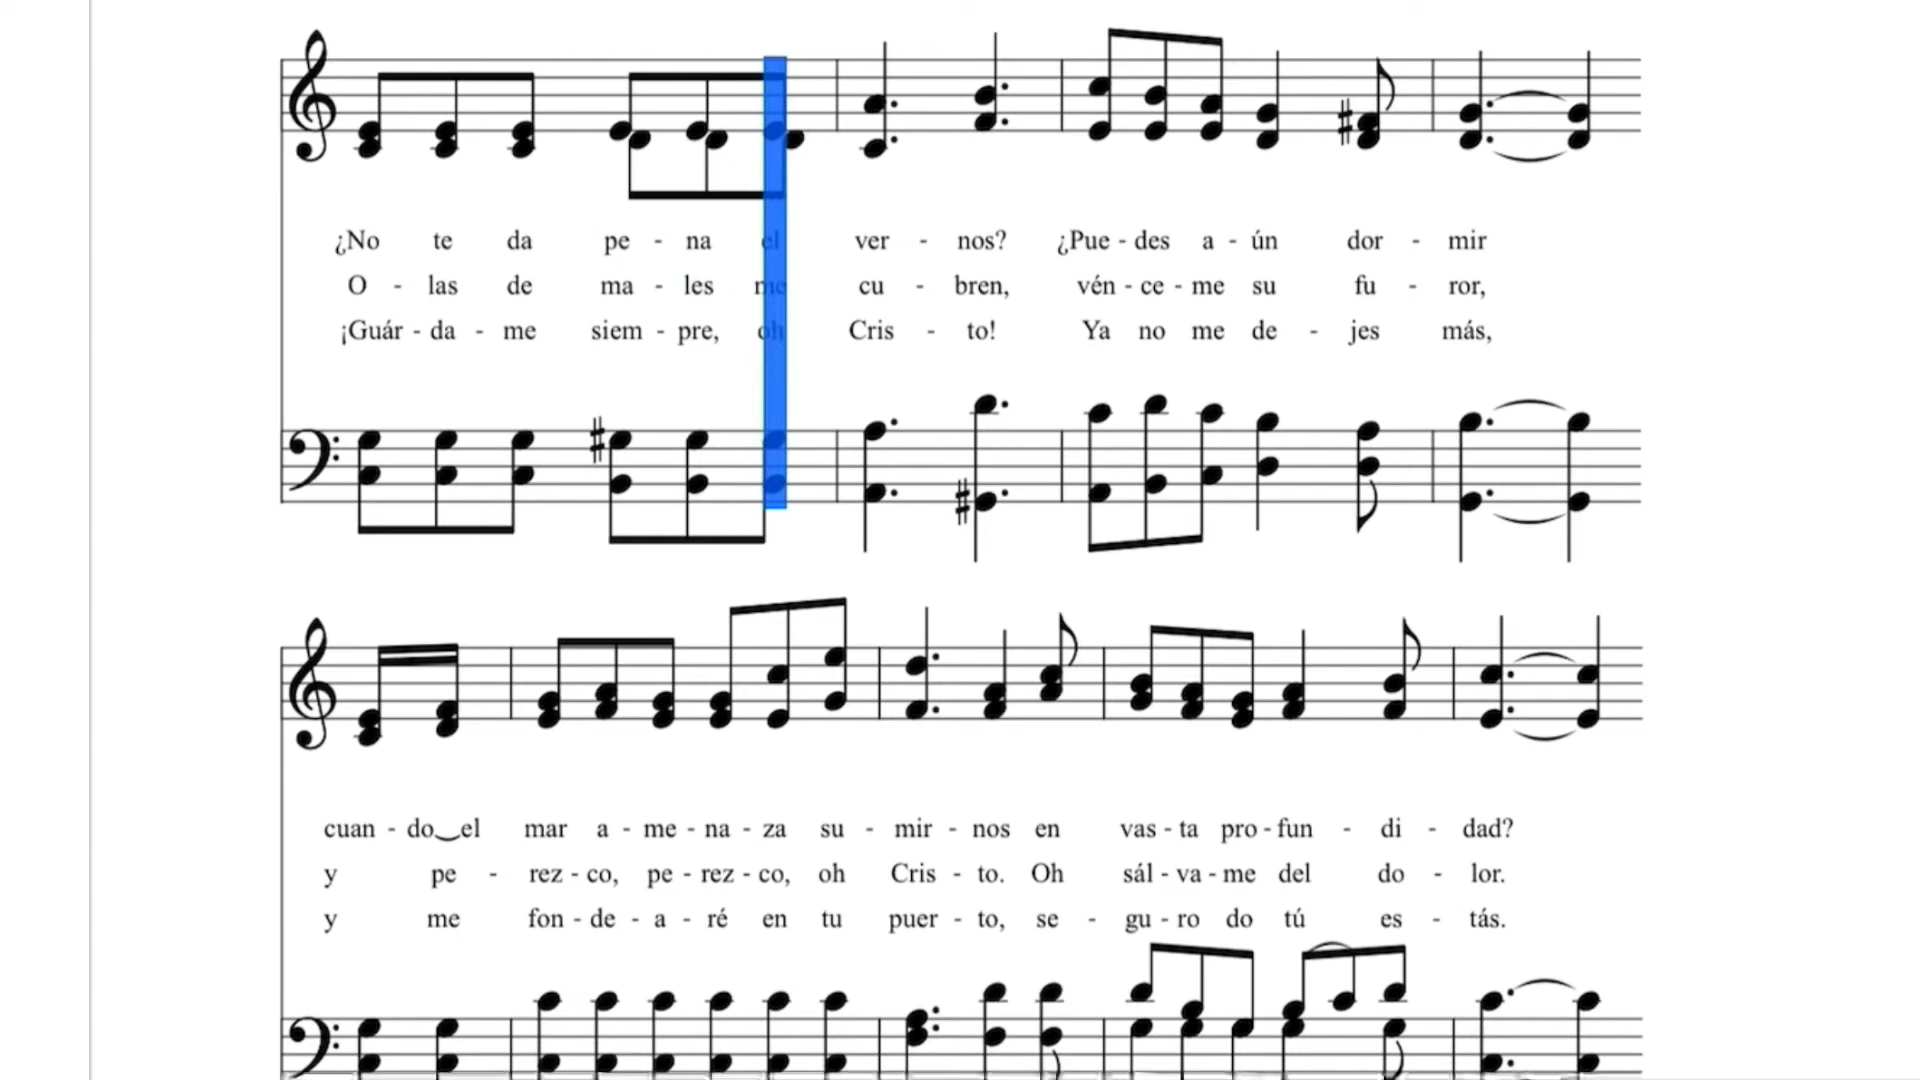 ¿No te da pe - na el ver - nos? ¿Pue - des a - ún dor - mir
O - las de ma - les me cu - bren, vén - ce - me su fu - ror,
¡Guár - da - me siem - pre, oh Cris - to! Ya no me de - jes más,
cuan - do‿el mar a - me - na - za su - mir - nos en vas - ta pro - fun - di - dad?
y pe - rez - co, pe - rez - co, oh Cris - to. Oh sál - va - me del do - lor.
y me fon - de - a - ré en tu puer - to, se - gu - ro do tú es - tás.